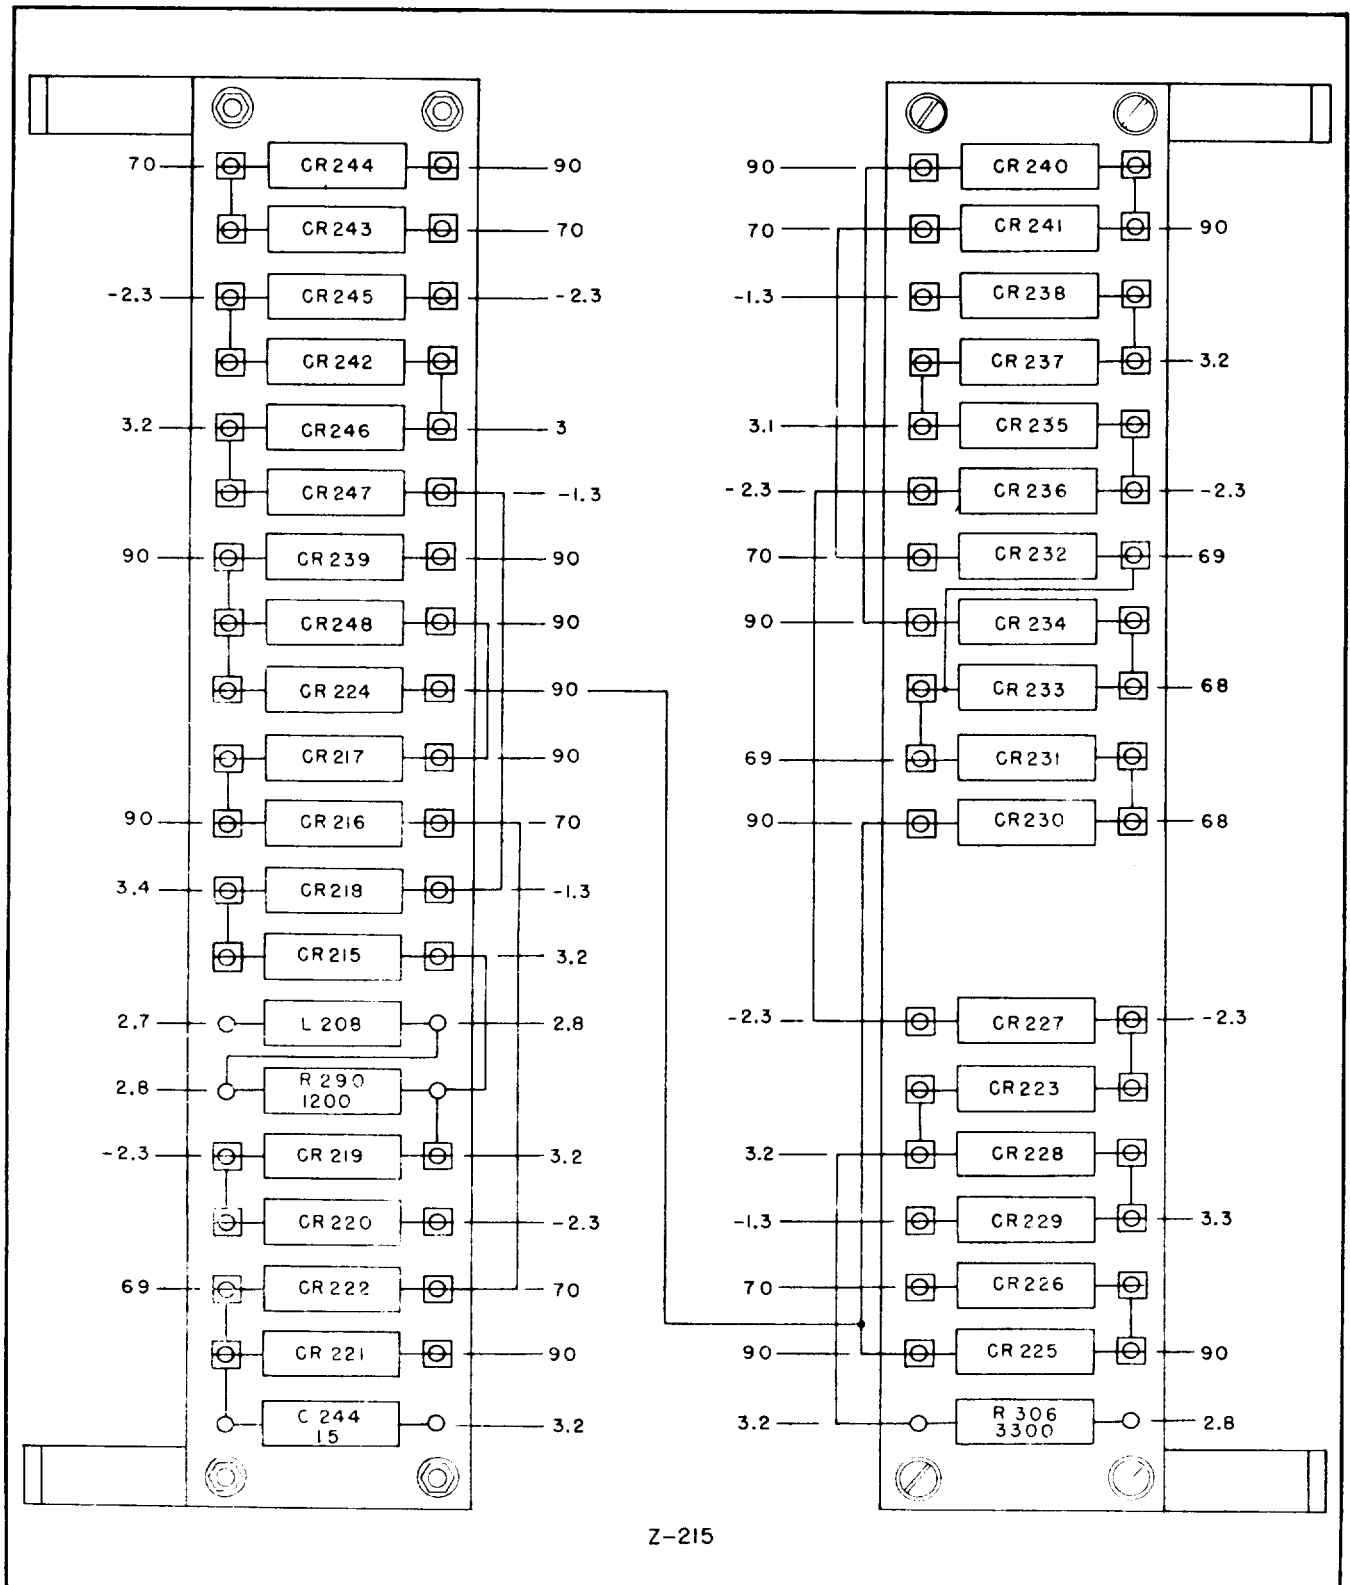 70 CR244 90
CR243 70
-2.3 CR245 -2.3
CR242
3.2 CR246 3
CR247 -1.3
90 CR239 90
CR248 90
CR224 90
CR217 90
90 CR216 70
3.4 CR218 -1.3
CR215 3.2
2.7 L 208 2.8
2.8 R 290 1200
-2.3 CR219 3.2
CR220 -2.3
69 CR222 70
CR221 90
C 244 15 3.2
90 CR240
70 CR241 90
-1.3 CR238
CR237 3.2
3.1 CR235
-2.3 CR236 -2.3
70 CR232 69
90 CR234
CR233 68
69 CR231
90 CR230 68
-2.3 CR227 -2.3
CR223
3.2 CR228
-1.3 CR229 3.3
70 CR226
90 CR225 90
3.2 R 306 3300 2.8
Z-215